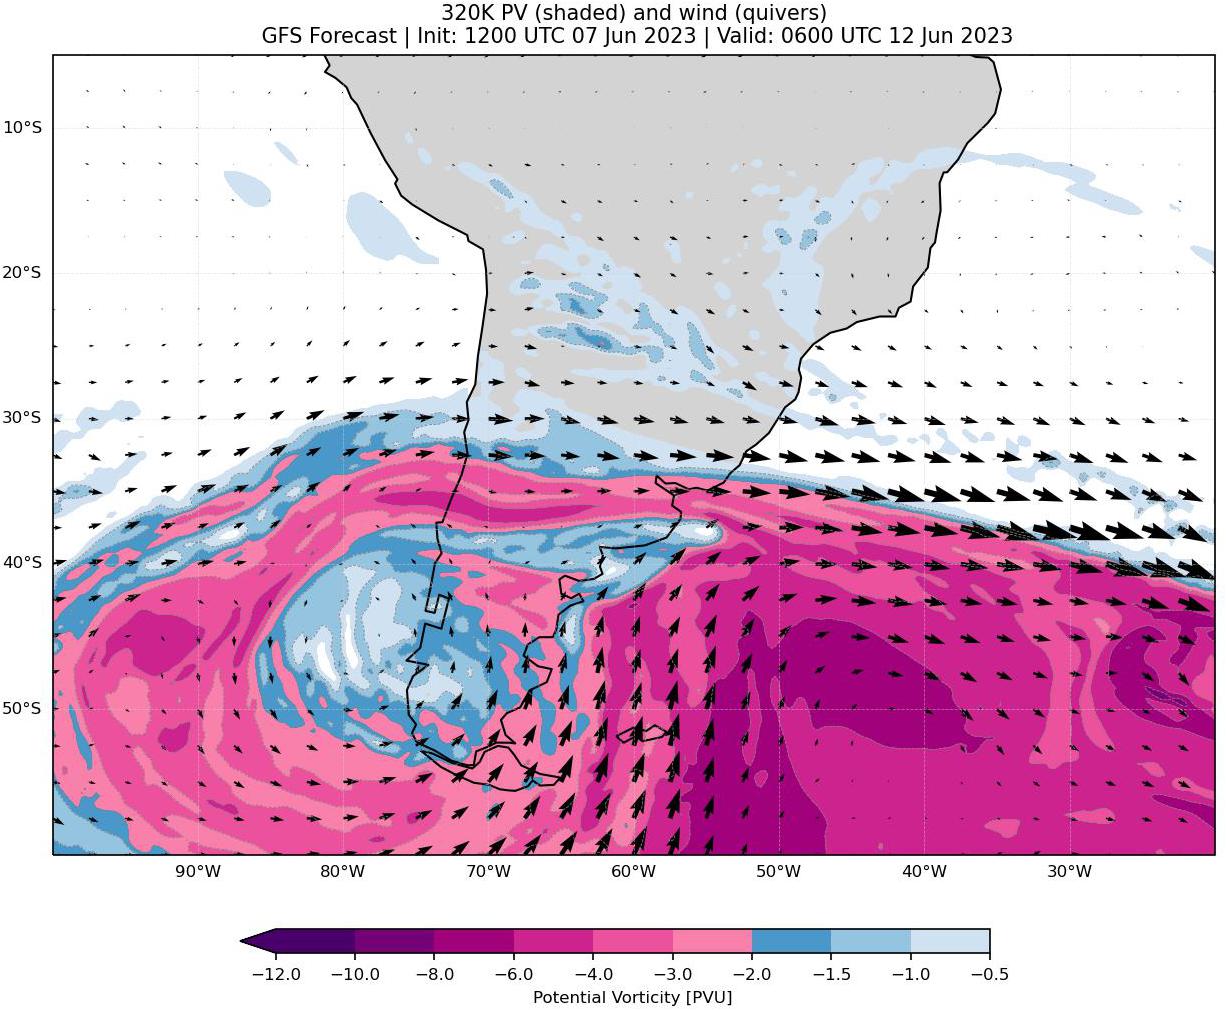 320K PV (shaded) and wind (quivers)
GFS Forecast | Init: 1200 UTC 07 Jun 2023 | Valid: 0600 UTC 12 Jun 2023
10°S
20°S
30°S
40°S
50°S
90°W 80°W 70°W 60°W 50°W 40°W 30°W
−12.0 −10.0 −8.0 −6.0 −4.0 −3.0 −2.0 −1.5 −1.0 −0.5
Potential Vorticity [PVU]